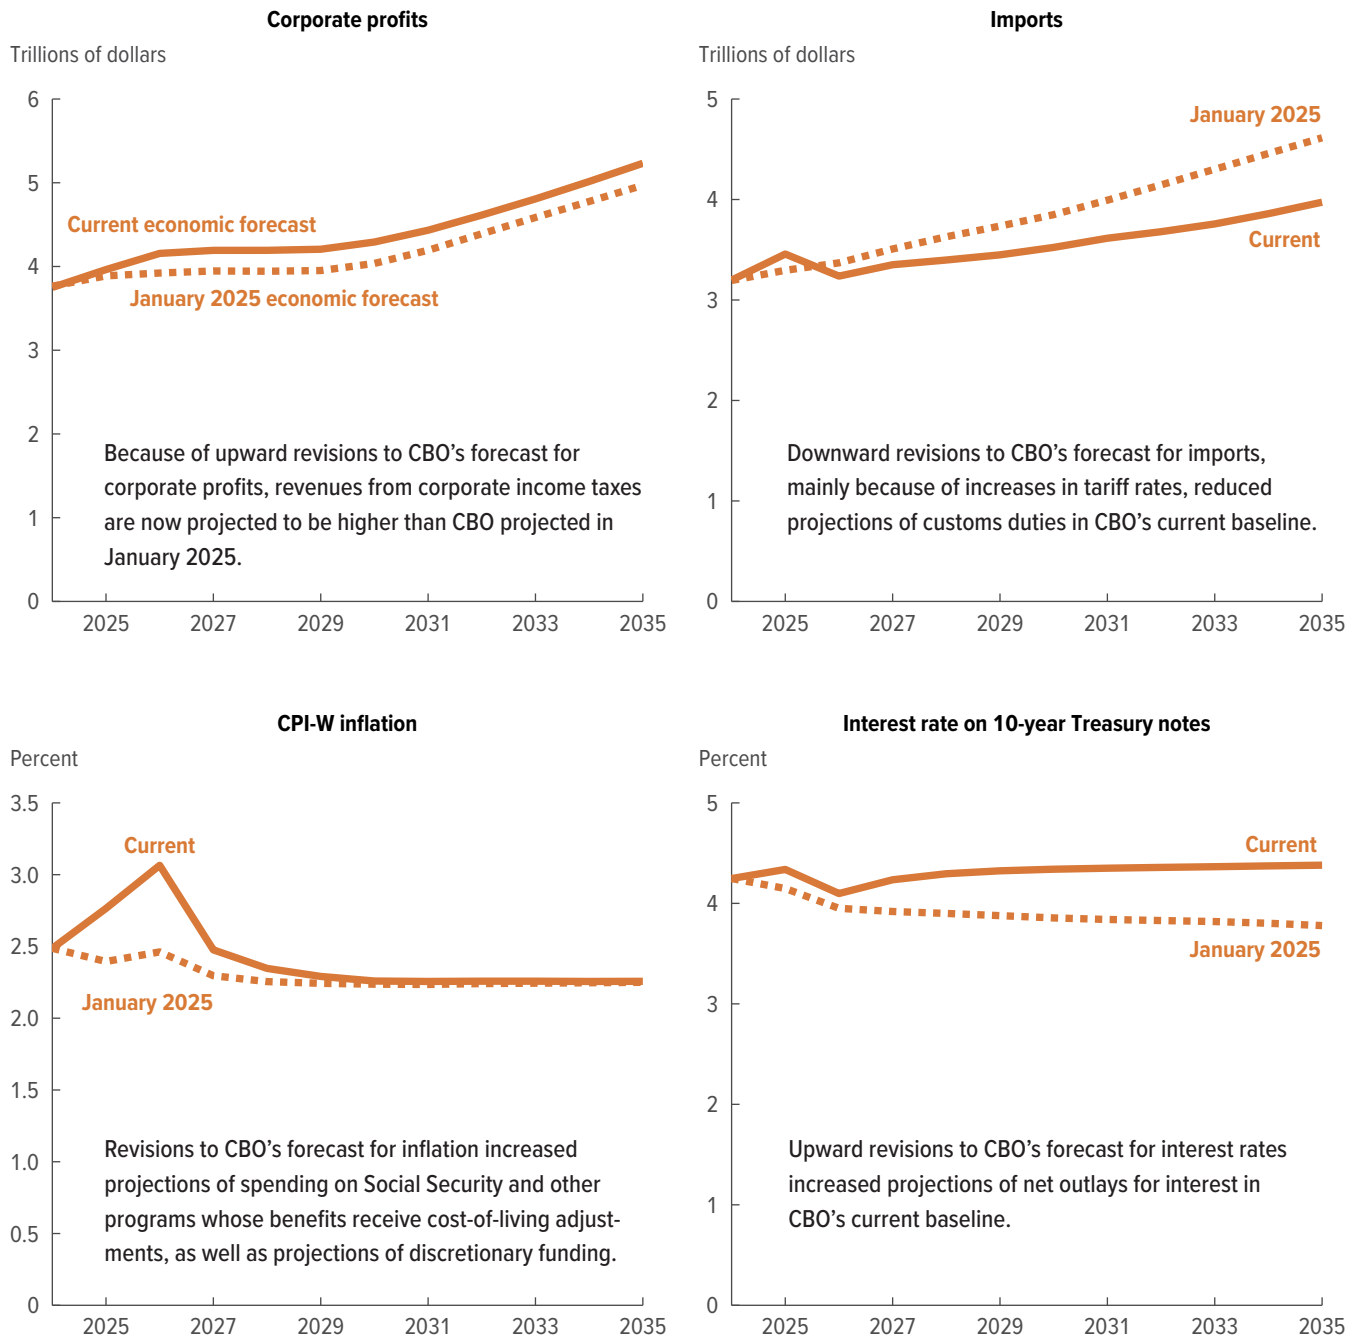 Corporate profits
Trillions of dollars
6
5
4
3
2
1
0
Current economic forecast
January 2025 economic forecast
Because of upward revisions to CBO’s forecast for
corporate profits, revenues from corporate income taxes
are now projected to be higher than CBO projected in
January 2025.
2025 2027 2029 2031 2033 2035
Imports
Trillions of dollars
5
4
3
2
1
0
January 2025
Current
Downward revisions to CBO’s forecast for imports,
mainly because of increases in tariff rates, reduced
projections of customs duties in CBO’s current baseline.
2025 2027 2029 2031 2033 2035
CPI-W inflation
Percent
3.5
3.0
2.5
2.0
1.5
1.0
0.5
0
Current
January 2025
Revisions to CBO’s forecast for inflation increased
projections of spending on Social Security and other
programs whose benefits receive cost-of-living adjust-
ments, as well as projections of discretionary funding.
2025 2027 2029 2031 2033 2035
Interest rate on 10-year Treasury notes
Percent
5
4
3
2
1
0
Current
January 2025
Upward revisions to CBO’s forecast for interest rates
increased projections of net outlays for interest in
CBO’s current baseline.
2025 2027 2029 2031 2033 2035